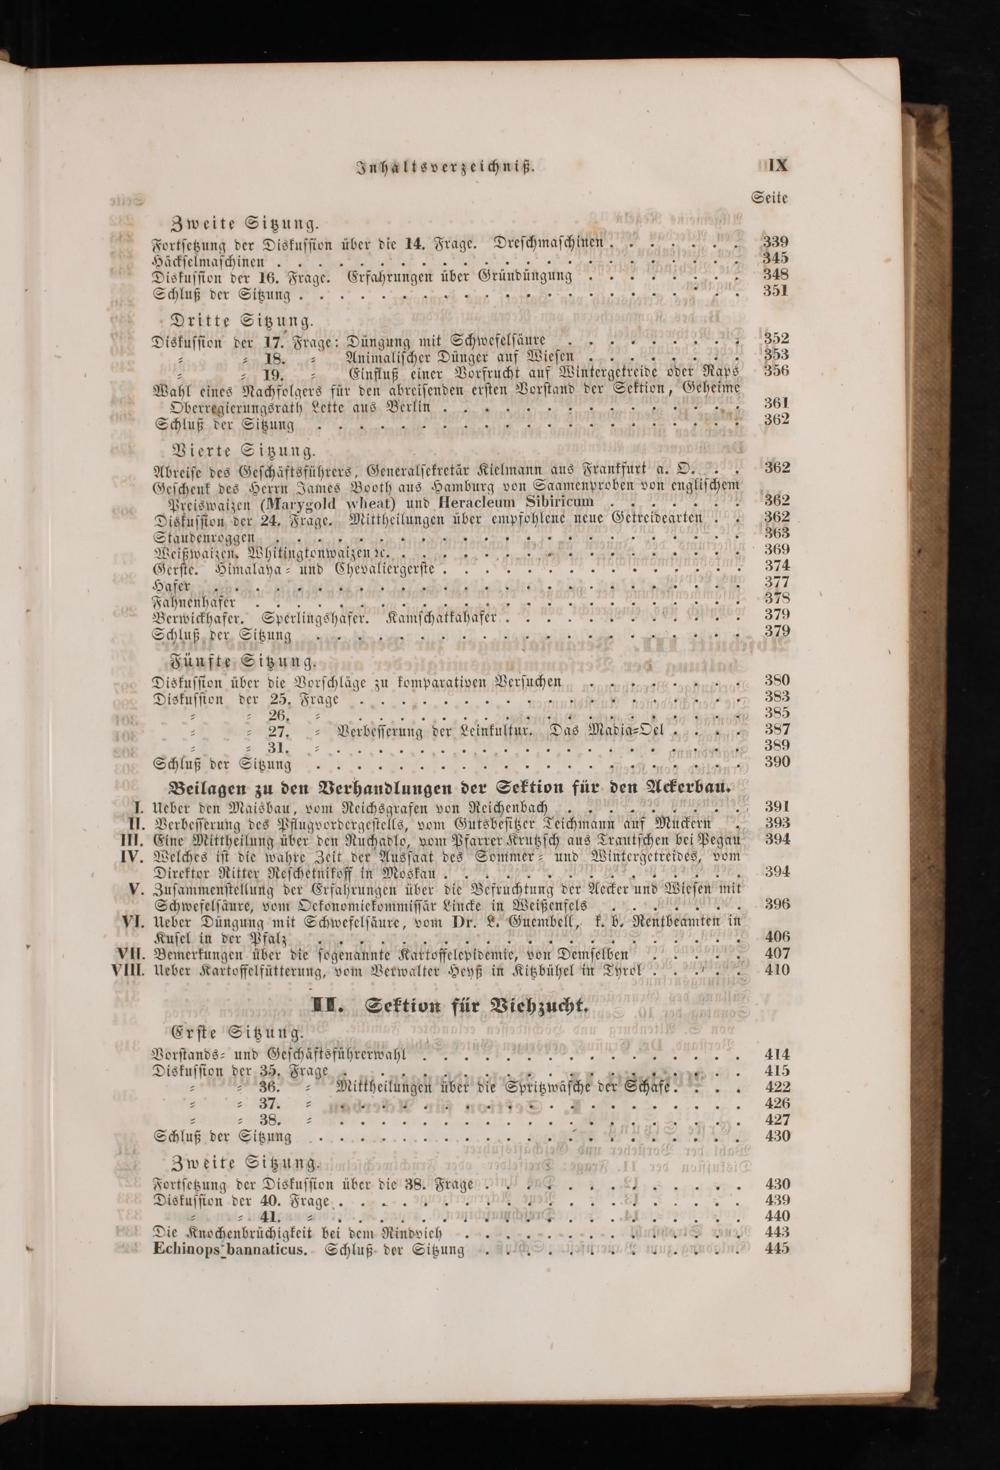 Inhaltsverzeichniß. IX
Seite
Zweite Sitzung.
Fortsetzung der Diskussion über die 14. Frage. Dreschmaschinen . . . . . . . 339
Häckselmaschinen . . . . . . . . . . 345
Diskussion der 16. Frage. Erfahrungen über Gründüngung . . . . . . . . 348
Schluß der Sitzung . . . . . . . . . . 351
Dritte Sitzung.
Diskussion der 17. Frage: Düngung mit Schwefelsäure . . . . . . . . . 352
⸗ ⸗ 18. ⸗ Animalischer Dünger auf Wiesen . . . . . . . . 353
⸗ ⸗ 19. ⸗ Einfluß einer Vorfrucht auf Wintergetreide oder Raps 356
Wahl eines Nachfolgers für den abreisenden ersten Vorstand der Sektion, Geheime
Oberregierungsrath Lette aus Berlin . . . . . . . . . . 361
Schluß der Sitzung . . . . . . . . . . 362
Vierte Sitzung.
Abreise des Geschäftsführers, Generalsekretär Kielmann aus Frankfurt a. O. . . 362
Geschenk des Herrn James Booth aus Hamburg von Saamenproben von englischem
Preiswaizen (Marygold wheat) und Heracleum Sibiricum . . . . . . . 362
Diskussion der 24. Frage. Mittheilungen über empfohlene neue Getreidearten . . 362
Staudenroggen . . . . . . . . . . 363
Weißwaizen. Whitingtonwaizen ꝛc. . . . . . . . . . . 369
Gerste. Himalaya⸗ und Chevaliergerste . . . . . . . . . . 374
Hafer . . . . . . . . . . 377
Fahnenhafer . . . . . . . . . . 378
Berwickhafer. Sperlingshafer. Kamschatkahafer . . . . . . . . . . 379
Schluß der Sitzung . . . . . . . . . . 379
Fünfte Sitzung.
Diskussion über die Vorschläge zu komparativen Versuchen . . . . . . . . 380
Diskussion der 25. Frage . . . . . . . . . . 383
⸗ ⸗ 26. ⸗ . . . . . . . . . . 385
⸗ ⸗ 27. ⸗ Verbesserung der Leinkultur. Das Madia⸗Oel . . . . 387
⸗ ⸗ 31. ⸗ . . . . . . . . . . 389
Schluß der Sitzung . . . . . . . . . . 390
Beilagen zu den Verhandlungen der Sektion für den Ackerbau.
I. Ueber den Maisbau, vom Reichsgrafen von Reichenbach . . . . . . . . . 391
II. Verbesserung des Pflugvordergestells, vom Gutsbesitzer Teichmann auf Muckern . 393
III. Eine Mittheilung über den Ruchadlo, vom Pfarrer Krutzsch aus Trautschen bei Pegau 394
IV. Welches ist die wahre Zeit der Aussaat des Sommer⸗ und Wintergetreides, vom
Direktor Ritter Reschetnikoff in Moskau . . . . . . . . . . 394
V. Zusammenstellung der Erfahrungen über die Befruchtung der Aecker und Wiesen mit
Schwefelsäure, vom Oekonomiekommissär Lincke in Weißenfels . . . . . . . 396
VI. Ueber Düngung mit Schwefelsäure, vom Dr. L. Guembell, k. b. Rentbeamten in
Kusel in der Pfalz . . . . . . . . . . 406
VII. Bemerkungen über die sogenannte Kartoffelepidemie, von Demselben . . . . . 407
VIII. Ueber Kartoffelfütterung, vom Verwalter Heyß in Kitzbühel in Tyrol . . . . . 410
II. Sektion für Viehzucht.
Erste Sitzung.
Vorstands⸗ und Geschäftsführerwahl . . . . . . . . . . 414
Diskussion der 35. Frage . . . . . . . . . . 415
⸗ ⸗ 36. ⸗ Mittheilungen über die Spritzwäsche der Schafe . . . . 422
⸗ ⸗ 37. ⸗ . . . . . . . . . . 426
⸗ ⸗ 38. ⸗ . . . . . . . . . . 427
Schluß der Sitzung . . . . . . . . . . 430
Zweite Sitzung.
Fortsetzung der Diskussion über die 38. Frage . . . . . . . . . . 430
Diskussion der 40. Frage . . . . . . . . . . 439
⸗ ⸗ 41. ⸗ . . . . . . . . . . 440
Die Knochenbrüchigkeit bei dem Rindvieh . . . . . . . . . . 443
Echinops bannaticus. Schluß der Sitzung . . . . . . . . . . 445